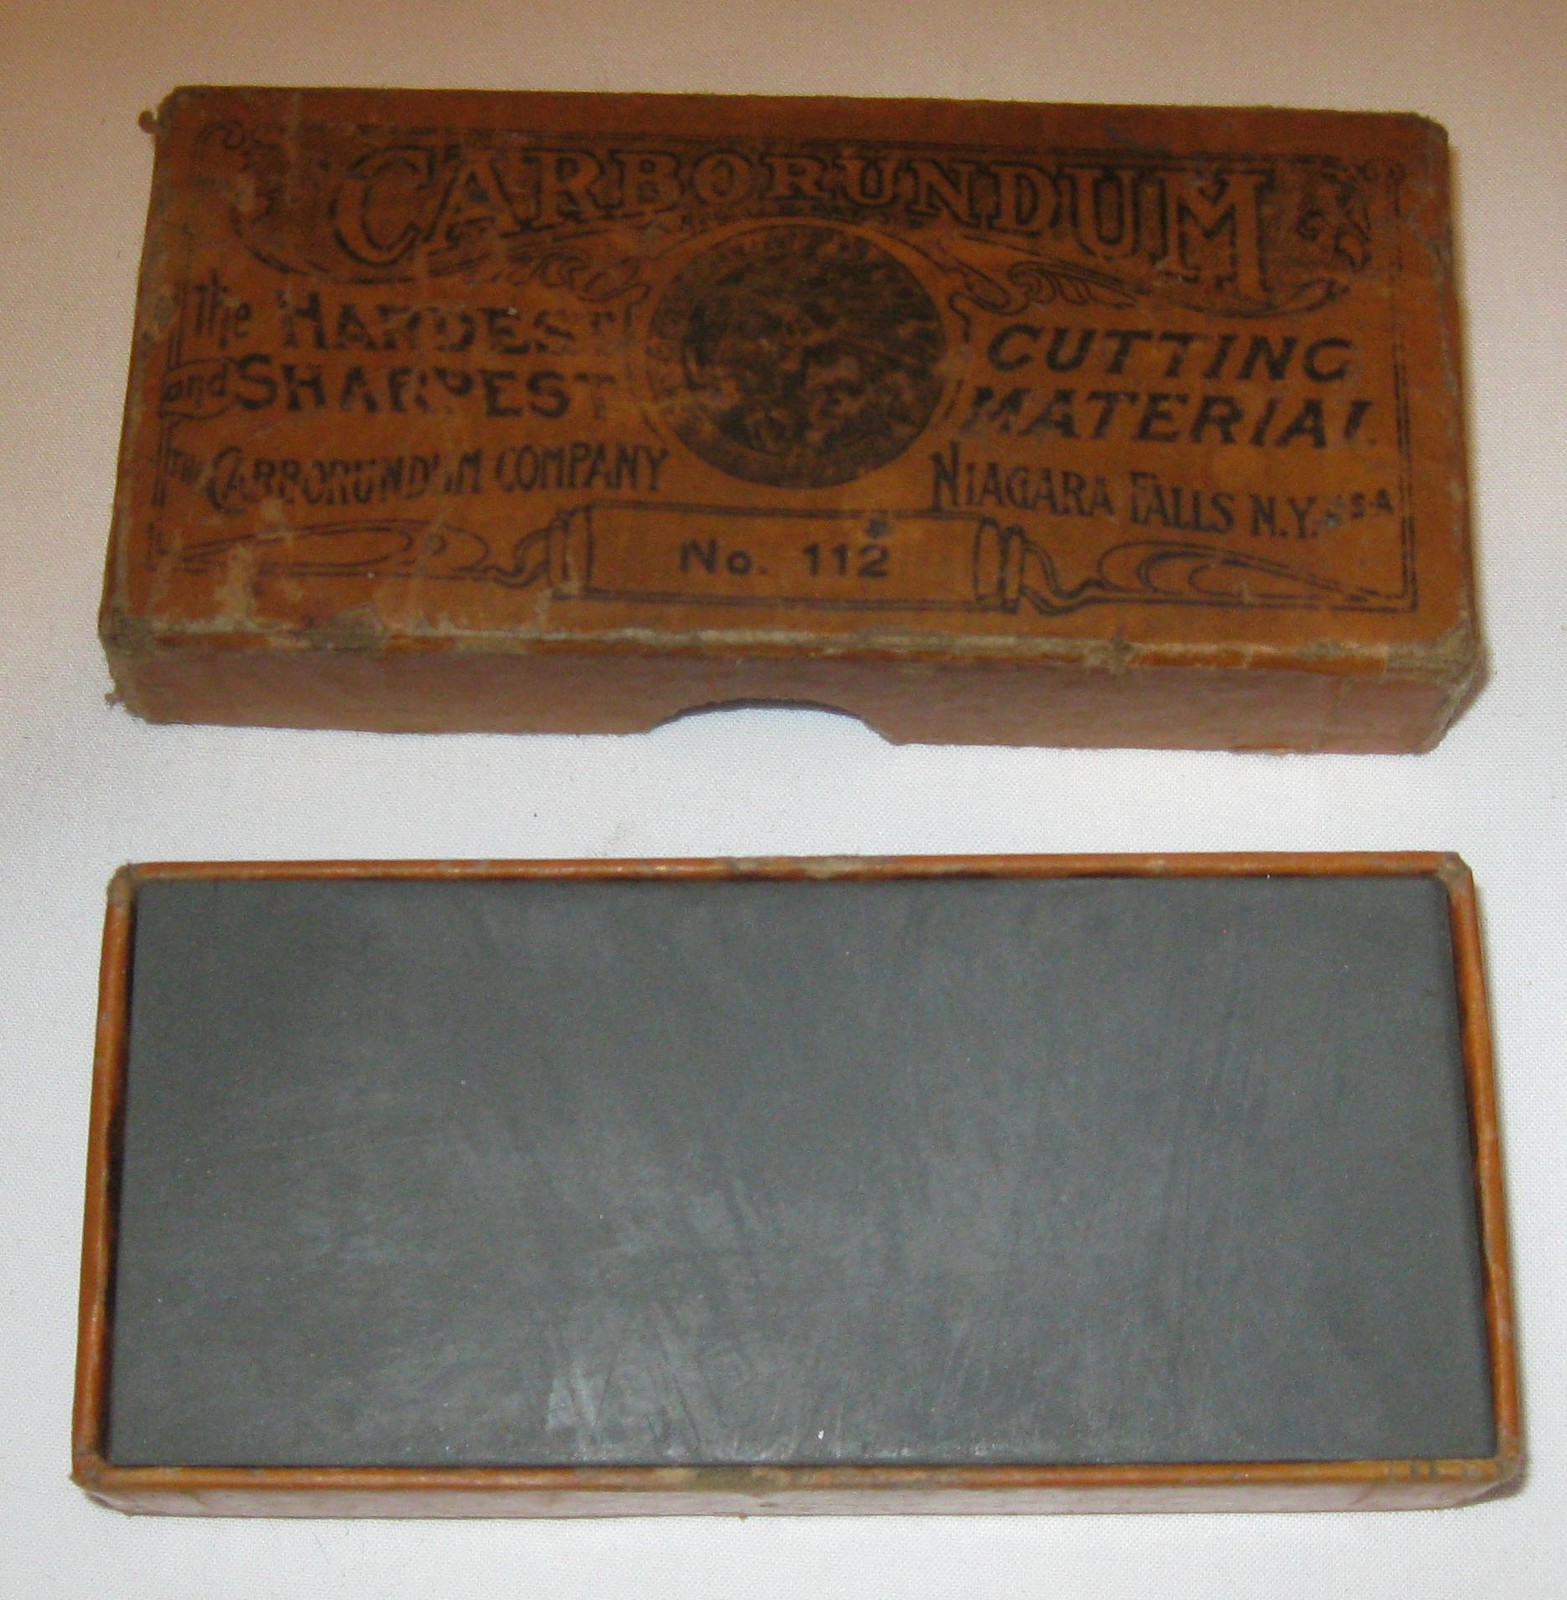 CARBORUNDUM
the HARDEST CUTTING
and SHARPEST MATERIAL
THE CARBORUNDUM COMPANY NIAGARA FALLS N.Y. U.S.A
No. 112